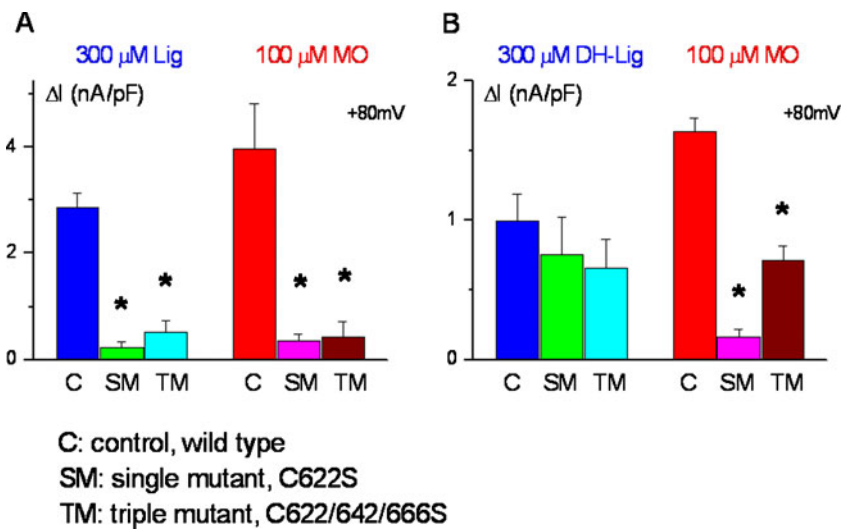 A
B
300 μM Lig 100 μM MO
300 μM DH-Lig 100 μM MO
ΔI (nA/pF)
+80mV
4
2
0
* * * *
C SM TM C SM TM
2
ΔI (nA/pF)
+80mV
1
0
* *
C SM TM C SM TM
C: control, wild type
SM: single mutant, C622S
TM: triple mutant, C622/642/666S